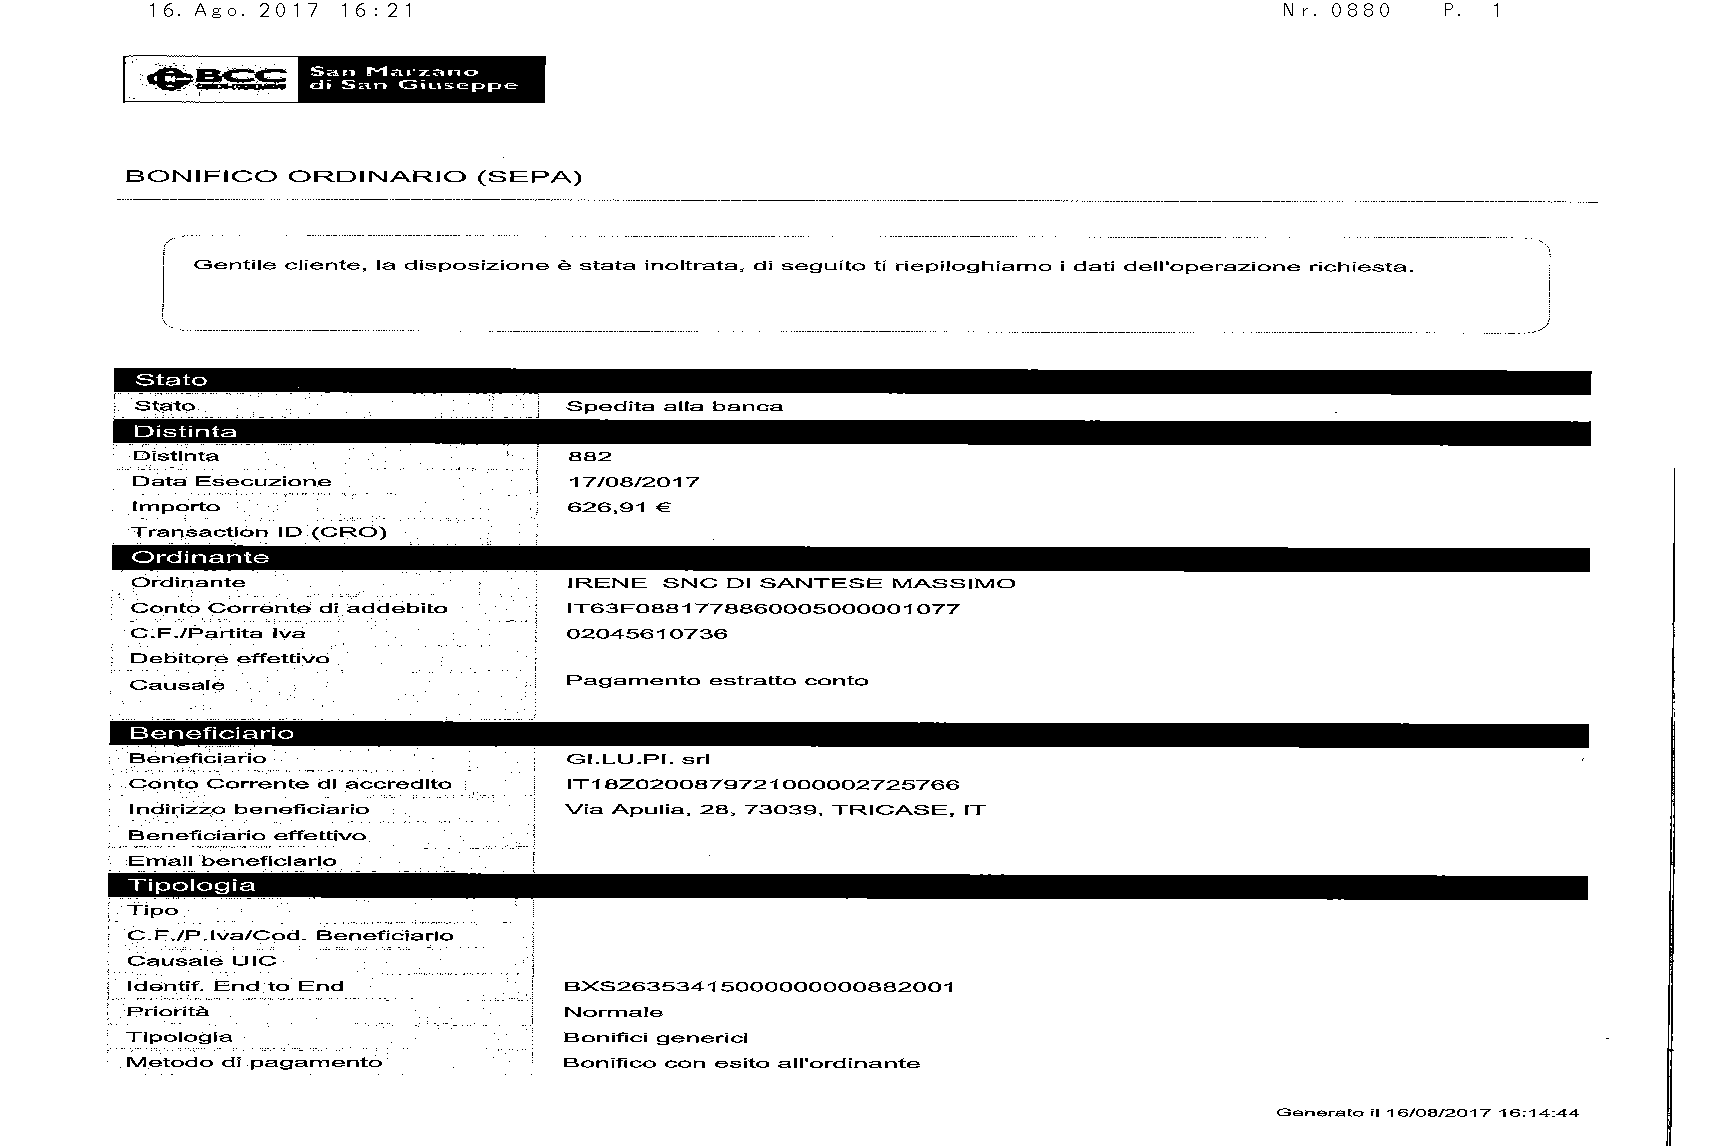 16. Ago. 2017 16:21 Nr. 0880 P. 1
BCC San Marzano
di San Giuseppe
BONIFICO ORDINARIO (SEPA)
Gentile cliente, la disposizione è stata inoltrata, di seguito ti riepiloghiamo i dati dell'operazione richiesta.
Stato
Stato Spedita alla banca
Distinta
Distinta 882
Data Esecuzione 17/08/2017
Importo 626,91 €
Transaction ID (CRO)
Ordinante
Ordinante IRENE SNC DI SANTESE MASSIMO
Conto Corrente di addebito IT63F0881778860005000001077
C.F./Partita Iva 02045610736
Debitore effettivo
Causale Pagamento estratto conto
Beneficiario
Beneficiario GI.LU.PI. srl
Conto Corrente di accredito IT18Z0200879721000002725766
Indirizzo beneficiario Via Apulia, 28, 73039, TRICASE, IT
Beneficiario effettivo
Email beneficiario
Tipologia
Tipo
C.F./P.Iva/Cod. Beneficiario
Causale UIC
Identif. End to End BXS26353415000000000882001
Priorità Normale
Tipologia Bonifici generici
Metodo di pagamento Bonifico con esito all'ordinante
Generato il 16/08/2017 16:14:44